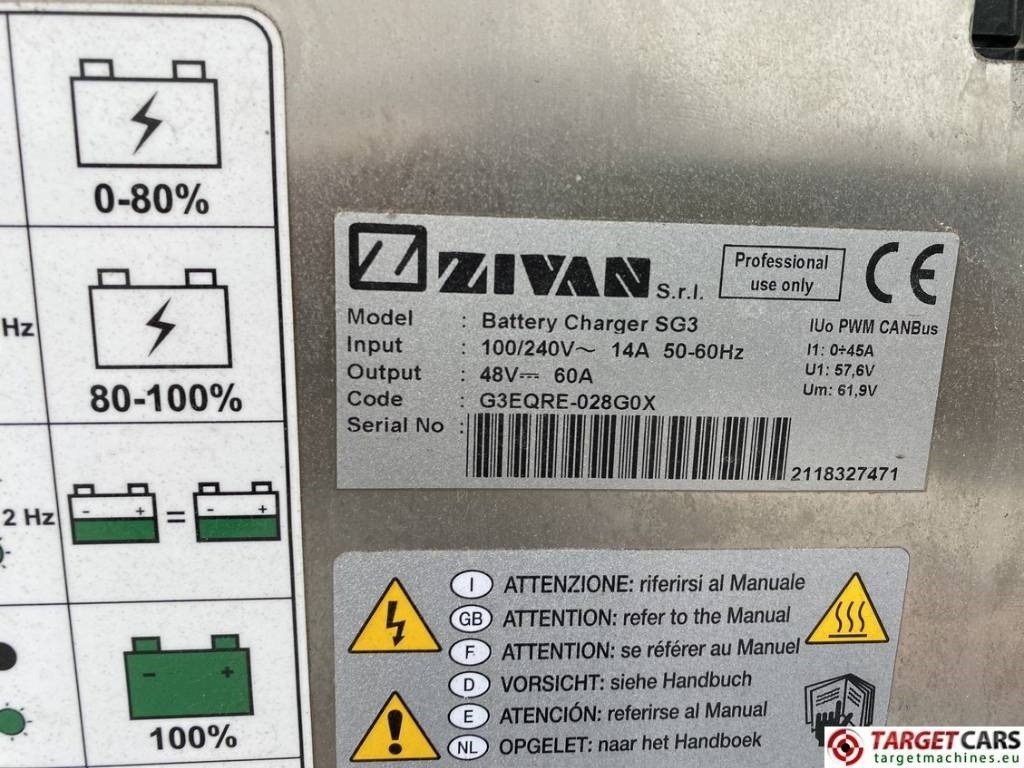 0-80%
Hz
80-100%
2 Hz
- + = - +
- +
100%
ZIVAN S.r.l.
Professional
use only
CE
Model : Battery Charger SG3
Input : 100/240V~ 14A 50-60Hz
Output : 48V⎓ 60A
Code : G3EQRE-028G0X
Serial No :
2118327471
IUo PWM CANBus
I1: 0÷45A
U1: 57,6V
Um: 61,9V
I ATTENZIONE: riferirsi al Manuale
GB ATTENTION: refer to the Manual
F ATTENTION: se référer au Manuel
D VORSICHT: siehe Handbuch
E ATENCIÓN: referirse al Manual
NL OPGELET: naar het Handboek
TARGETCARS
targetmachines.eu